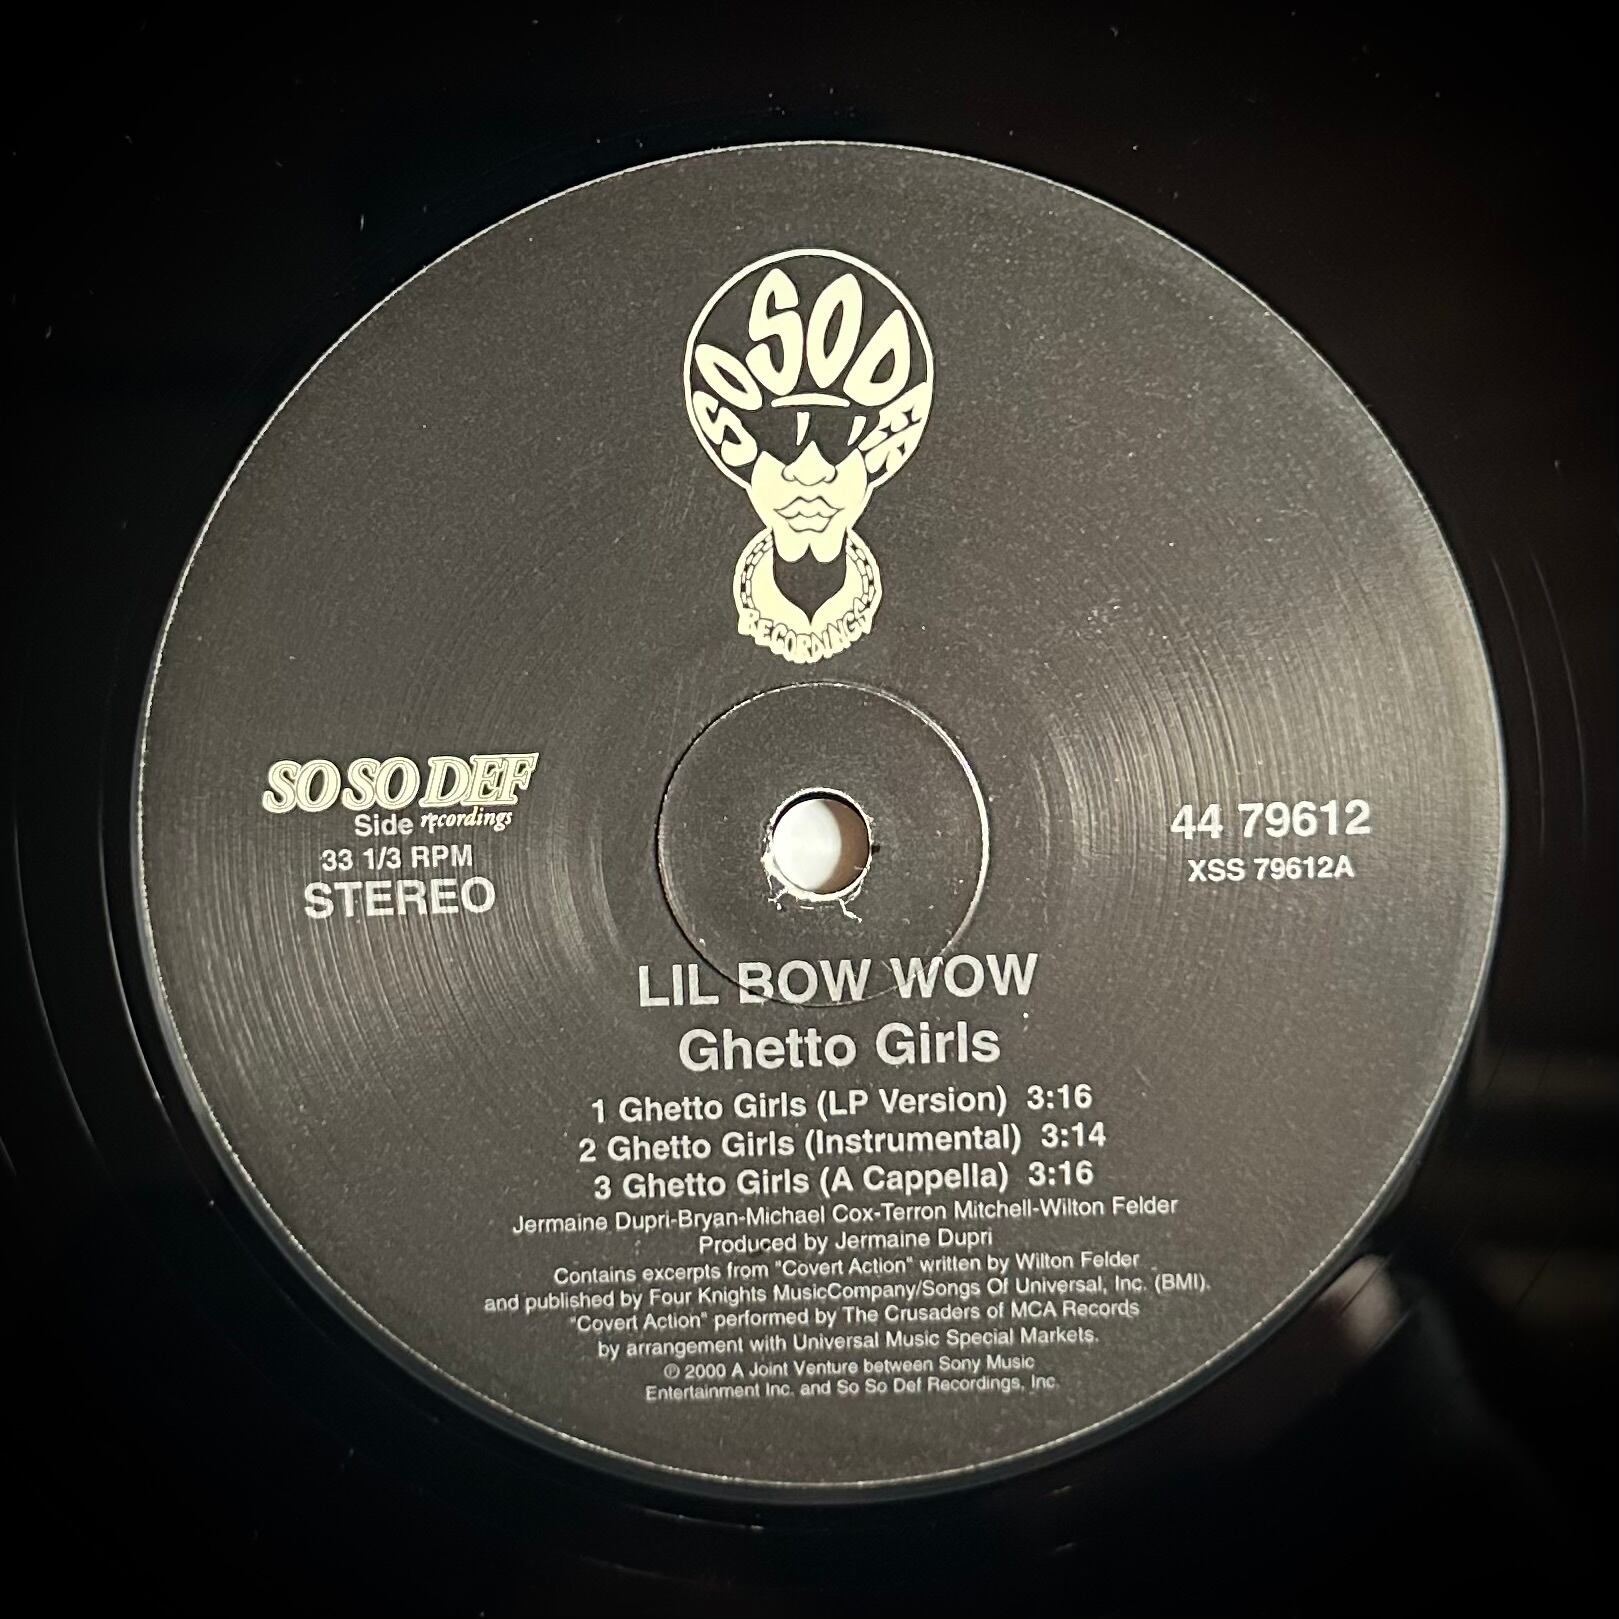 SO SO DEF
RECORDINGS
SO SO DEF
recordings
Side
33 1/3 RPM
STEREO
44 79612
XSS 79612A
LIL BOW WOW
Ghetto Girls
1 Ghetto Girls (LP Version) 3:16
2 Ghetto Girls (Instrumental) 3:14
3 Ghetto Girls (A Cappella) 3:16
Jermaine Dupri-Bryan-Michael Cox-Terron Mitchell-Wilton Felder
Produced by Jermaine Dupri
Contains excerpts from "Covert Action" written by Wilton Felder
and published by Four Knights MusicCompany/Songs Of Universal, Inc. (BMI).
"Covert Action" performed by The Crusaders of MCA Records
by arrangement with Universal Music Special Markets.
℗ 2000 A Joint Venture between Sony Music
Entertainment Inc. and So So Def Recordings, Inc.